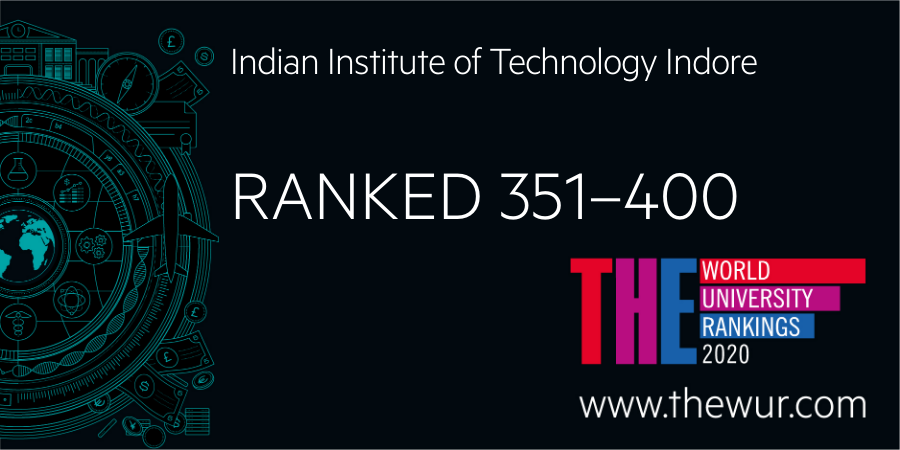 Indian Institute of Technology Indore
RANKED 351–400
THE
WORLD
UNIVERSITY
RANKINGS
2020
www.thewur.com